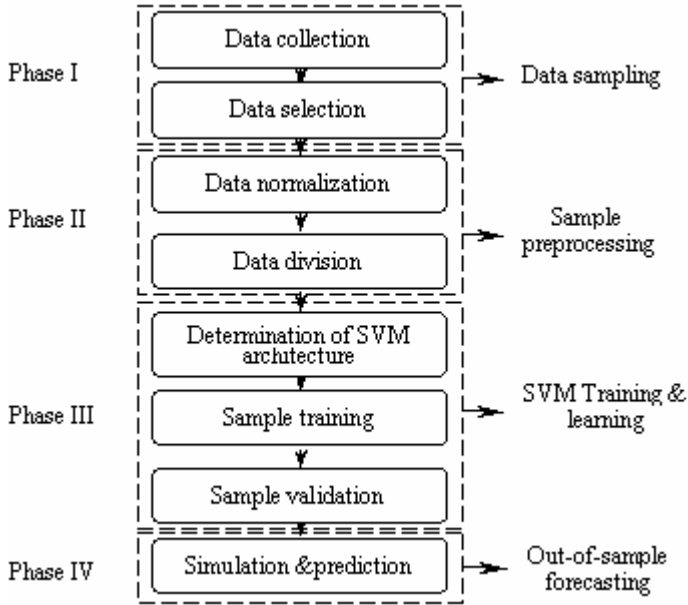 Data collection
Phase I
Data sampling
Data selection
Data normalization
Phase II
Sample
preprocessing
Data division
Determination of SVM
architecture
Phase III
Sample training
SVM Training &
learning
Sample validation
Phase IV
Simulation &prediction
Out-of-sample
forecasting